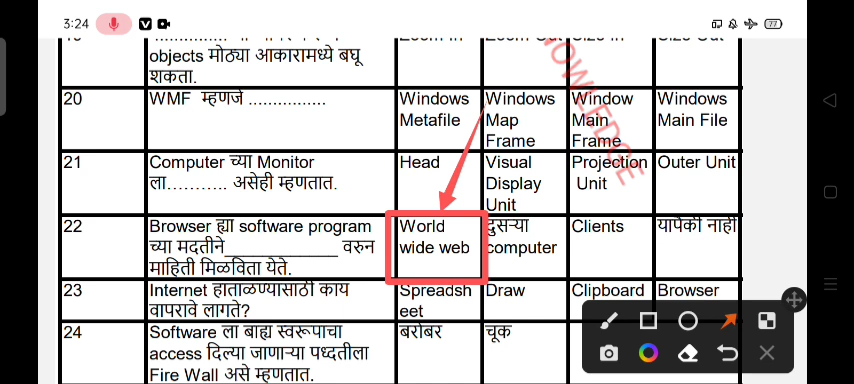 3:24
77
objects मोठ्या आकारामध्ये बघू
शकता.
20 WMF म्हणजे ................ Windows Metafile Windows Map Frame Window Main Frame Windows Main File
21 Computer च्या Monitor
ला........... असेही म्हणतात. Head Visual Display Unit Projection Unit Outer Unit
22 Browser ह्या software program
च्या मदतीने____________ वरुन
माहिती मिळविता येते. World wide web दुसऱ्या computer Clients यापैकी नाही
23 Internet हाताळण्यासाठी काय
वापरावे लागते? Spreadsh eet Draw Clipboard Browser
24 Software ला बाह्य स्वरूपाचा
access दिल्या जाणाऱ्या पध्दतीला
Fire Wall असे म्हणतात. बरोबर चूक